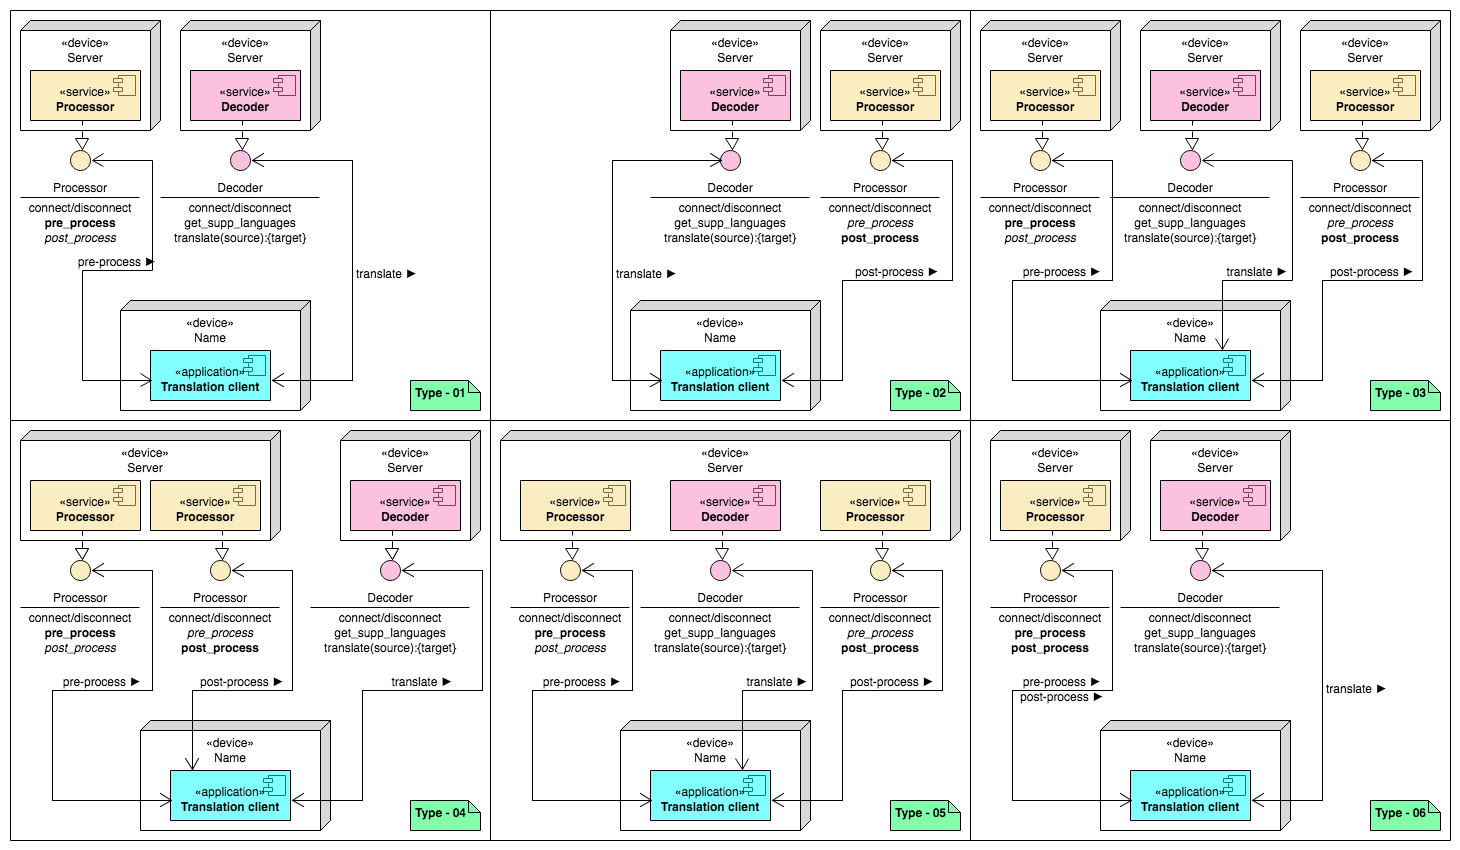 «device»
Server
«service»
Processor
«device»
Server
«service»
Decoder
Processor
connect/disconnect
pre_process
post_process
Decoder
connect/disconnect
get_supp_languages
translate(source):{target}
pre-process ►
translate ►
«device»
Name
«application»
Translation client
Type - 01
«device»
Server
«service»
Decoder
«device»
Server
«service»
Processor
Decoder
connect/disconnect
get_supp_languages
translate(source):{target}
Processor
connect/disconnect
pre_process
post_process
translate ►
post-process ►
«device»
Name
«application»
Translation client
Type - 02
«device»
Server
«service»
Processor
«device»
Server
«service»
Decoder
«device»
Server
«service»
Processor
Processor
connect/disconnect
pre_process
post_process
Decoder
connect/disconnect
get_supp_languages
translate(source):{target}
Processor
connect/disconnect
pre_process
post_process
pre-process ►
translate ►
post-process ►
«device»
Name
«application»
Translation client
Type - 03
«device»
Server
«service»
Processor
«service»
Processor
«device»
Server
«service»
Decoder
Processor
connect/disconnect
pre_process
post_process
Processor
connect/disconnect
pre_process
post_process
Decoder
connect/disconnect
get_supp_languages
translate(source):{target}
pre-process ►
post-process ►
translate ►
«device»
Name
«application»
Translation client
Type - 04
«device»
Server
«service»
Processor
«service»
Decoder
«service»
Processor
Processor
connect/disconnect
pre_process
post_process
Decoder
connect/disconnect
get_supp_languages
translate(source):{target}
Processor
connect/disconnect
pre_process
post_process
pre-process ►
translate ►
post-process ►
«device»
Name
«application»
Translation client
Type - 05
«device»
Server
«service»
Processor
«device»
Server
«service»
Decoder
Processor
connect/disconnect
pre_process
post_process
Decoder
connect/disconnect
get_supp_languages
translate(source):{target}
pre-process ►
post-process ►
translate ►
«device»
Name
«application»
Translation client
Type - 06